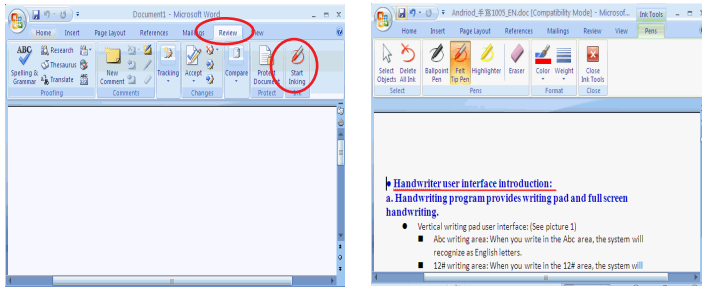 Document1 - Microsoft Word
Home Insert Page Layout References Mailings Review View
ABC
Research
Thesaurus
Translate
Spelling & Grammar
New Comment
Tracking
Accept
Compare
Protect Document
Start Inking
Proofing Comments Changes Protect Ink
Andriod_手寫1005_EN.doc [Compatibility Mode] - Microsof... Ink Tools
Home Insert Page Layout References Mailings Review View Pens
Select Objects
Delete All Ink
Ballpoint Pen
Felt Tip Pen
Highlighter
Eraser
Color
Weight
Close Ink Tools
Select Pens Format Close
● Handwriter user interface introduction:
a. Handwriting program provides writing pad and full screen
handwriting.
● Vertical writing pad user interface: (See picture 1)
■ Abc writing area: When you write in the Abc area, the system will
recognize as English letters.
■ 12# writing area: When you write in the 12# area, the system will